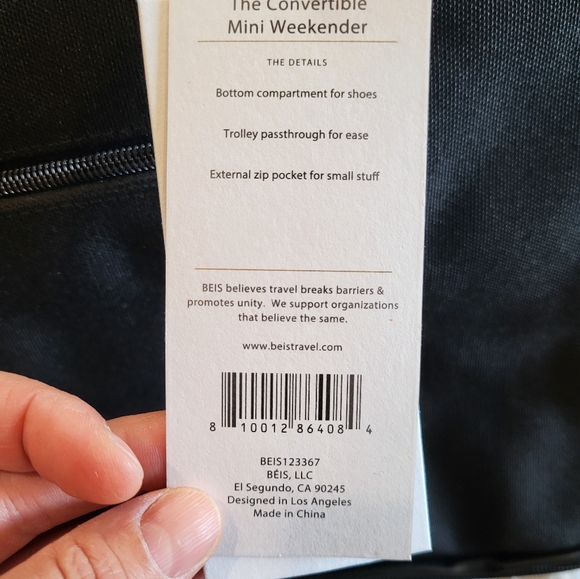 The Convertible
Mini Weekender
THE DETAILS
Bottom compartment for shoes
Trolley passthrough for ease
External zip pocket for small stuff
BEIS believes travel breaks barriers &
promotes unity. We support organizations
that believe the same.
www.beistravel.com
8 10012 86408 4
BEIS123367
BÉIS, LLC
El Segundo, CA 90245
Designed in Los Angeles
Made in China